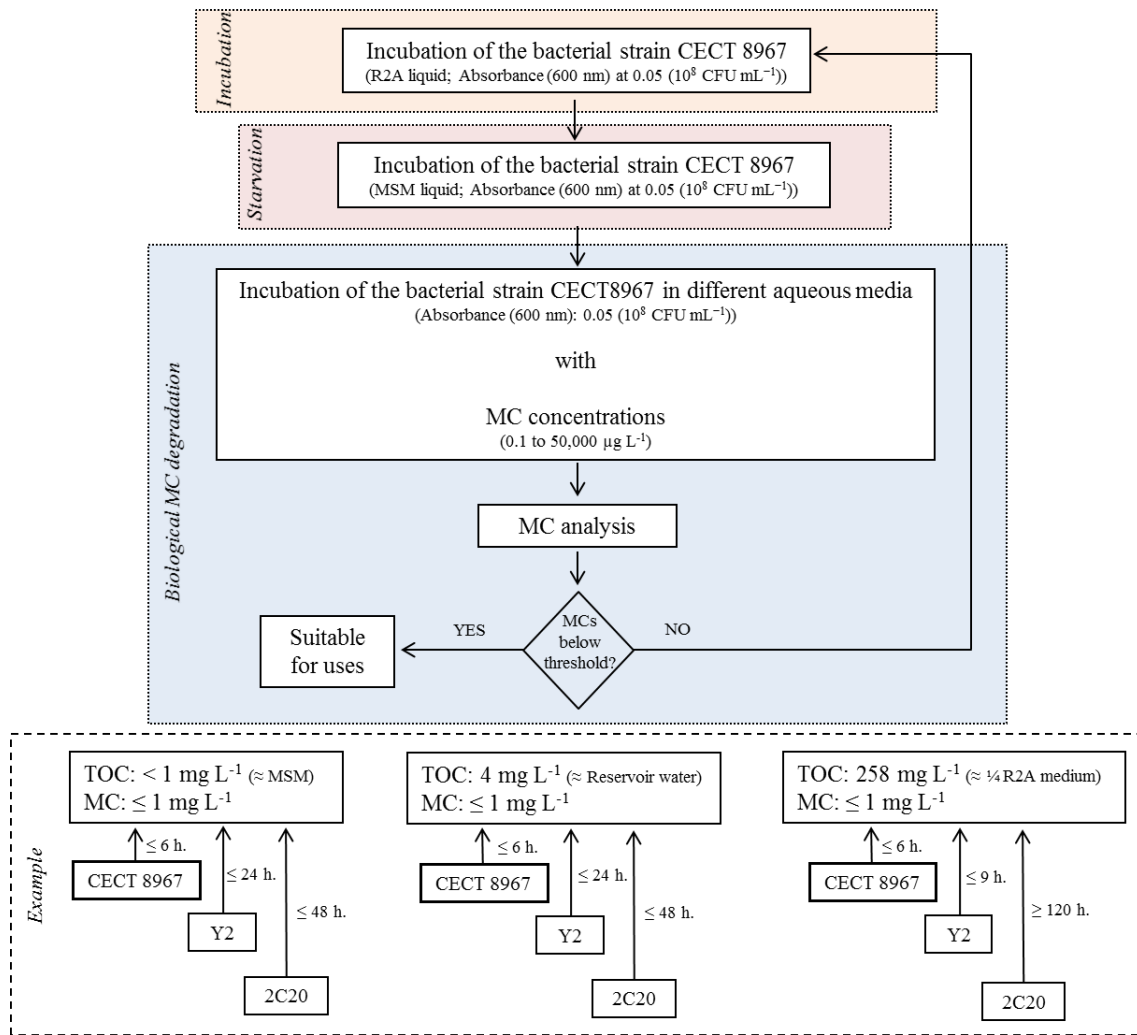 Incubation
Incubation of the bacterial strain CECT 8967
(R2A liquid; Absorbance (600 nm) at 0.05 (10⁸ CFU mL⁻¹))
Starvation
Incubation of the bacterial strain CECT 8967
(MSM liquid; Absorbance (600 nm) at 0.05 (10⁸ CFU mL⁻¹))
Biological MC degradation
Incubation of the bacterial strain CECT8967 in different aqueous media
(Absorbance (600 nm): 0.05 (10⁸ CFU mL⁻¹))
with
MC concentrations
(0.1 to 50,000 µg L⁻¹)
MC analysis
MCs
below
threshold?
YES
NO
Suitable
for uses
Example
TOC: < 1 mg L⁻¹ (≈ MSM)
MC: ≤ 1 mg L⁻¹
≤ 6 h.
CECT 8967
≤ 24 h.
Y2
≤ 48 h.
2C20
TOC: 4 mg L⁻¹ (≈ Reservoir water)
MC: ≤ 1 mg L⁻¹
≤ 6 h.
CECT 8967
≤ 24 h.
Y2
≤ 48 h.
2C20
TOC: 258 mg L⁻¹ (≈ ¼ R2A medium)
MC: ≤ 1 mg L⁻¹
≤ 6 h.
CECT 8967
≤ 9 h.
Y2
≥ 120 h.
2C20